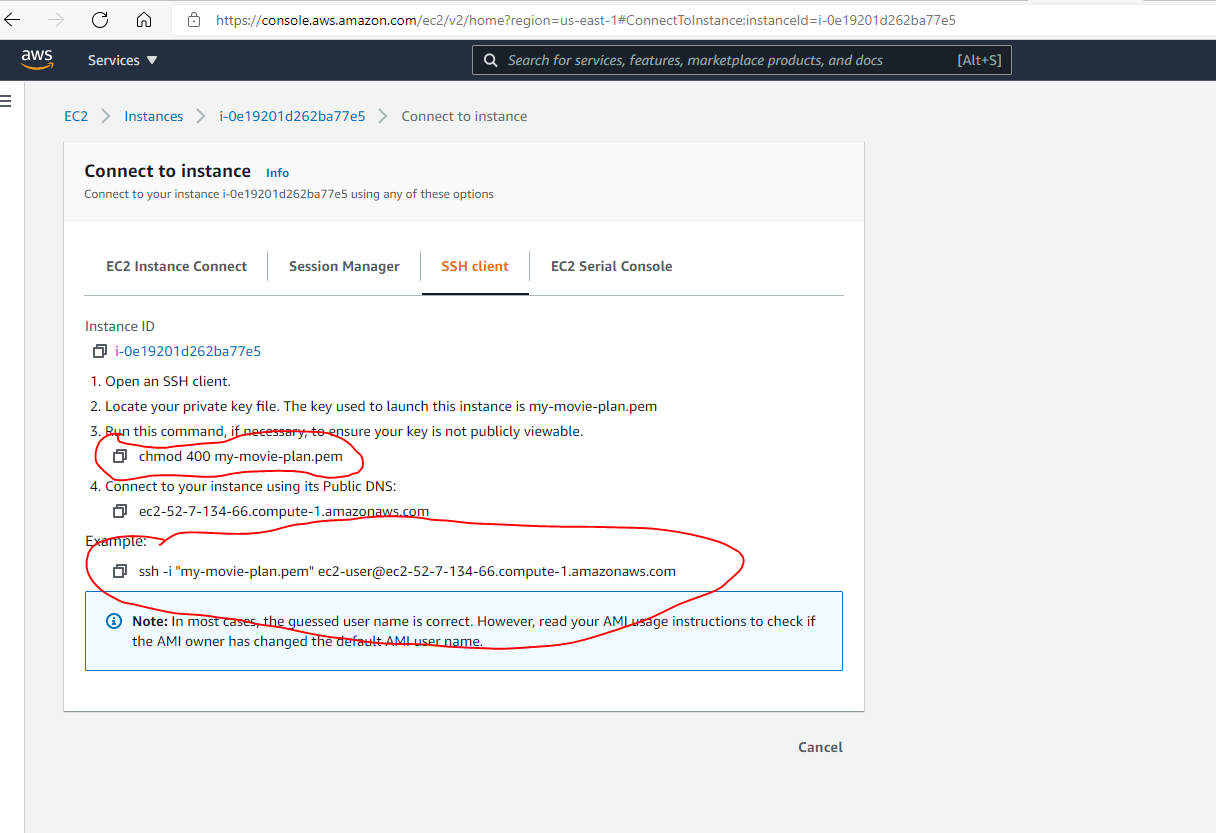 https://console.aws.amazon.com/ec2/v2/home?region=us-east-1#ConnectToInstance:instanceId=i-0e19201d262ba77e5
aws Services Search for services, features, marketplace products, and docs [Alt+S]
EC2 Instances i-0e19201d262ba77e5 Connect to instance
Connect to instance Info
Connect to your instance i-0e19201d262ba77e5 using any of these options
EC2 Instance Connect Session Manager SSH client EC2 Serial Console
Instance ID
i-0e19201d262ba77e5
1. Open an SSH client.
2. Locate your private key file. The key used to launch this instance is my-movie-plan.pem
3. Run this command, if necessary, to ensure your key is not publicly viewable.
chmod 400 my-movie-plan.pem
4. Connect to your instance using its Public DNS:
ec2-52-7-134-66.compute-1.amazonaws.com
Example:
ssh -i "my-movie-plan.pem" ec2-user@ec2-52-7-134-66.compute-1.amazonaws.com
Note: In most cases, the guessed user name is correct. However, read your AMI usage instructions to check if
the AMI owner has changed the default AMI user name.
Cancel